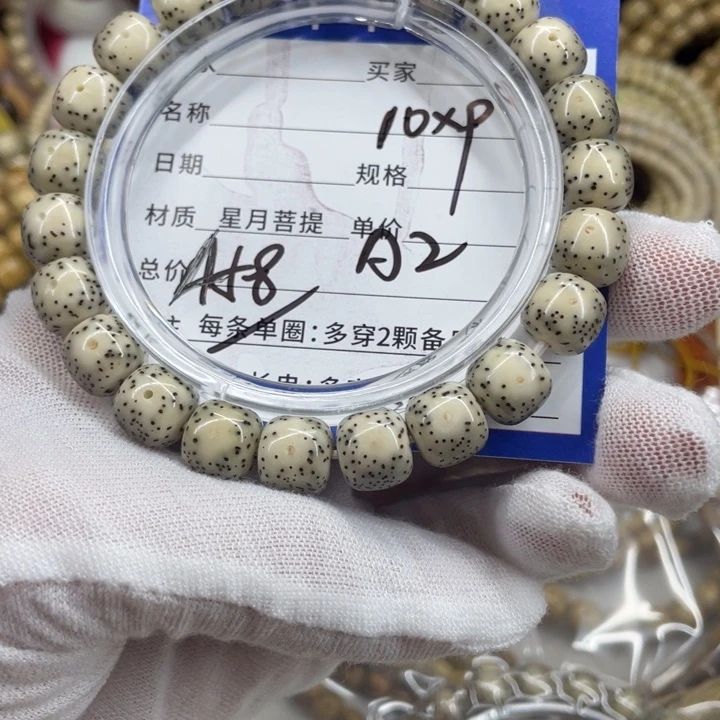 买家
名称 10x9
日期 规格
材质 星月菩提 单价 A2
总价
每条单圈:多穿2颗备